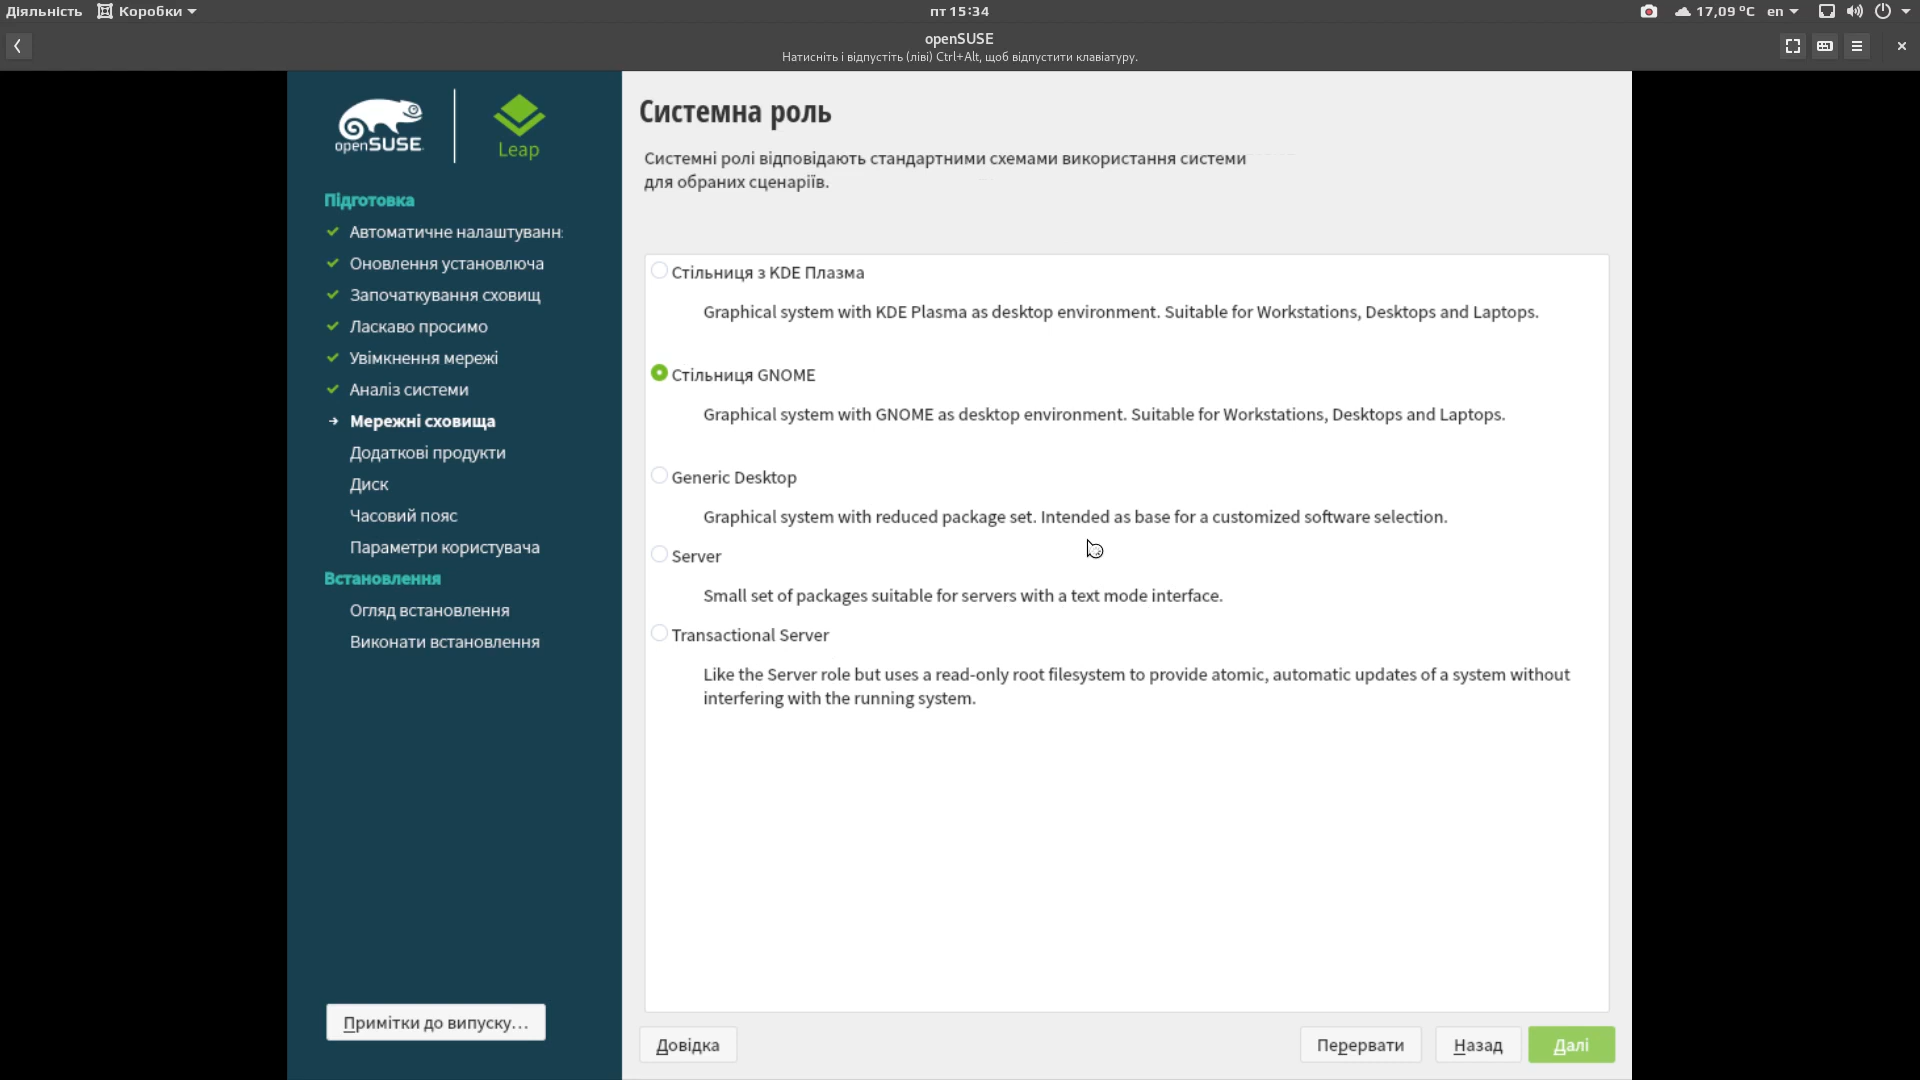 Діяльність Коробки пт 15:34 17,09 °C en
openSUSE
Натисніть і відпустіть (ліві) Ctrl+Alt, щоб відпустити клавіатуру.
openSUSE Leap
Підготовка
Автоматичне налаштуванн
Оновлення установлюча
Започаткування сховищ
Ласкаво просимо
Увімкнення мережі
Аналіз системи
Мережні сховища
Додаткові продукти
Диск
Часовий пояс
Параметри користувача
Встановлення
Огляд встановлення
Виконати встановлення
Примітки до випуску...
Системна роль
Системні ролі відповідають стандартними схемами використання системи
для обраних сценаріїв.
Стільниця з KDE Плазма
Graphical system with KDE Plasma as desktop environment. Suitable for Workstations, Desktops and Laptops.
Стільниця GNOME
Graphical system with GNOME as desktop environment. Suitable for Workstations, Desktops and Laptops.
Generic Desktop
Graphical system with reduced package set. Intended as base for a customized software selection.
Server
Small set of packages suitable for servers with a text mode interface.
Transactional Server
Like the Server role but uses a read-only root filesystem to provide atomic, automatic updates of a system without
interfering with the running system.
Довідка Перервати Назад Далі